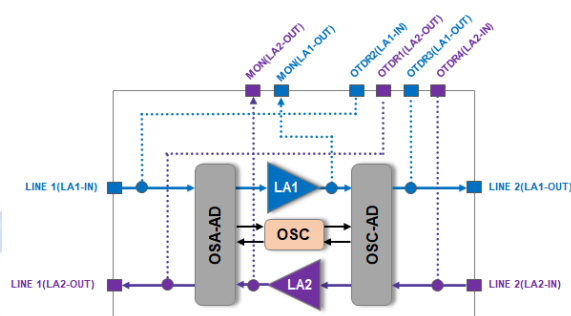 MON(LA2-OUT)
MON(LA1-OUT)
OTDR2(LA1-IN)
OTDR1(LA2-OUT)
OTDR3(LA1-OUT)
OTDR4(LA2-IN)
LINE 1(LA1-IN)
OSA-AD
LA1
OSC
OSC-AD
LINE 2(LA1-OUT)
LINE 1(LA2-OUT)
LA2
LINE 2(LA2-IN)